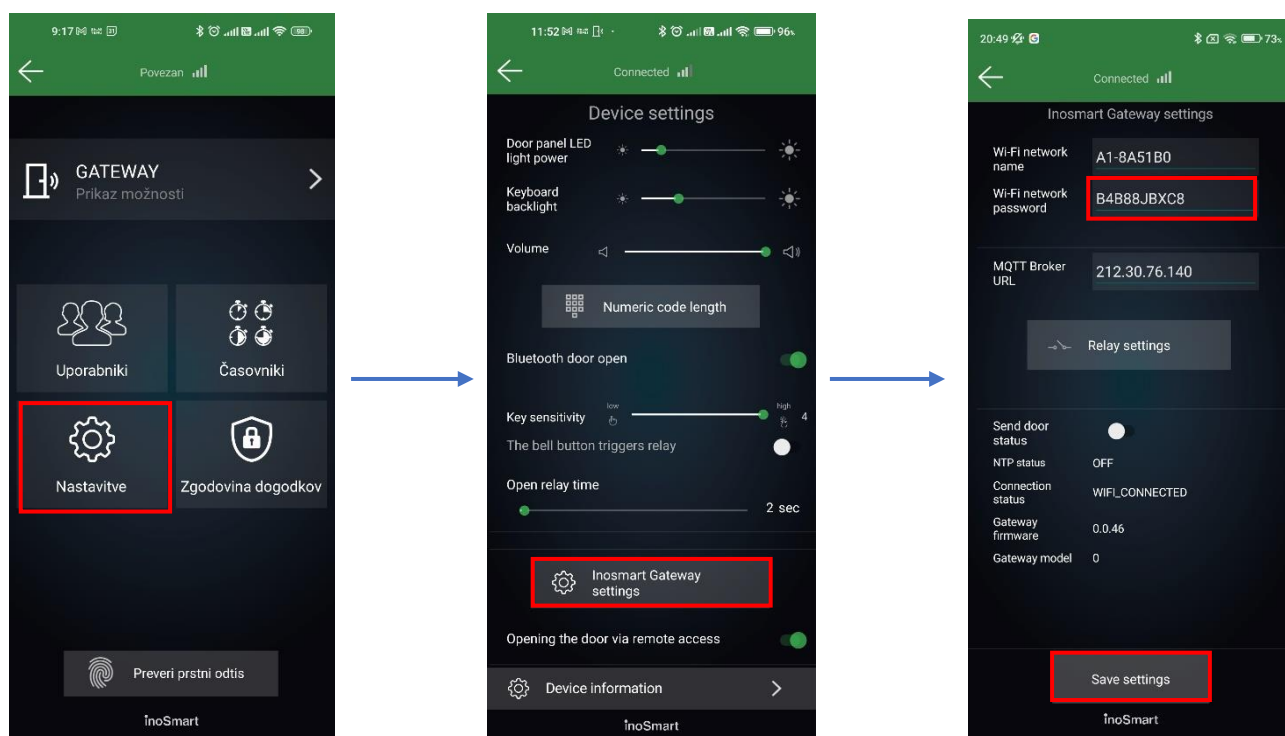 9:17
98
Povezan
GATEWAY
Prikaz možnosti
Uporabniki
Časovniki
Nastavitve
Zgodovina dogodkov
Preveri prstni odtis
inoSmart
11:52
96%
Connected
Device settings
Door panel LED
light power
Keyboard
backlight
Volume
Numeric code length
Bluetooth door open
low
high
Key sensitivity
4
The bell button triggers relay
Open relay time
2 sec
Inosmart Gateway
settings
Opening the door via remote access
Device information
inoSmart
20:49
G
73%
Connected
Inosmart Gateway settings
Wi-Fi network
name
A1-8A51B0
Wi-Fi network
password
B4B88JBXC8
MQTT Broker
URL
212.30.76.140
Relay settings
Send door
status
NTP status
OFF
Connection
status
WIFI_CONNECTED
Gateway
firmware
0.0.46
Gateway model
0
Save settings
inoSmart